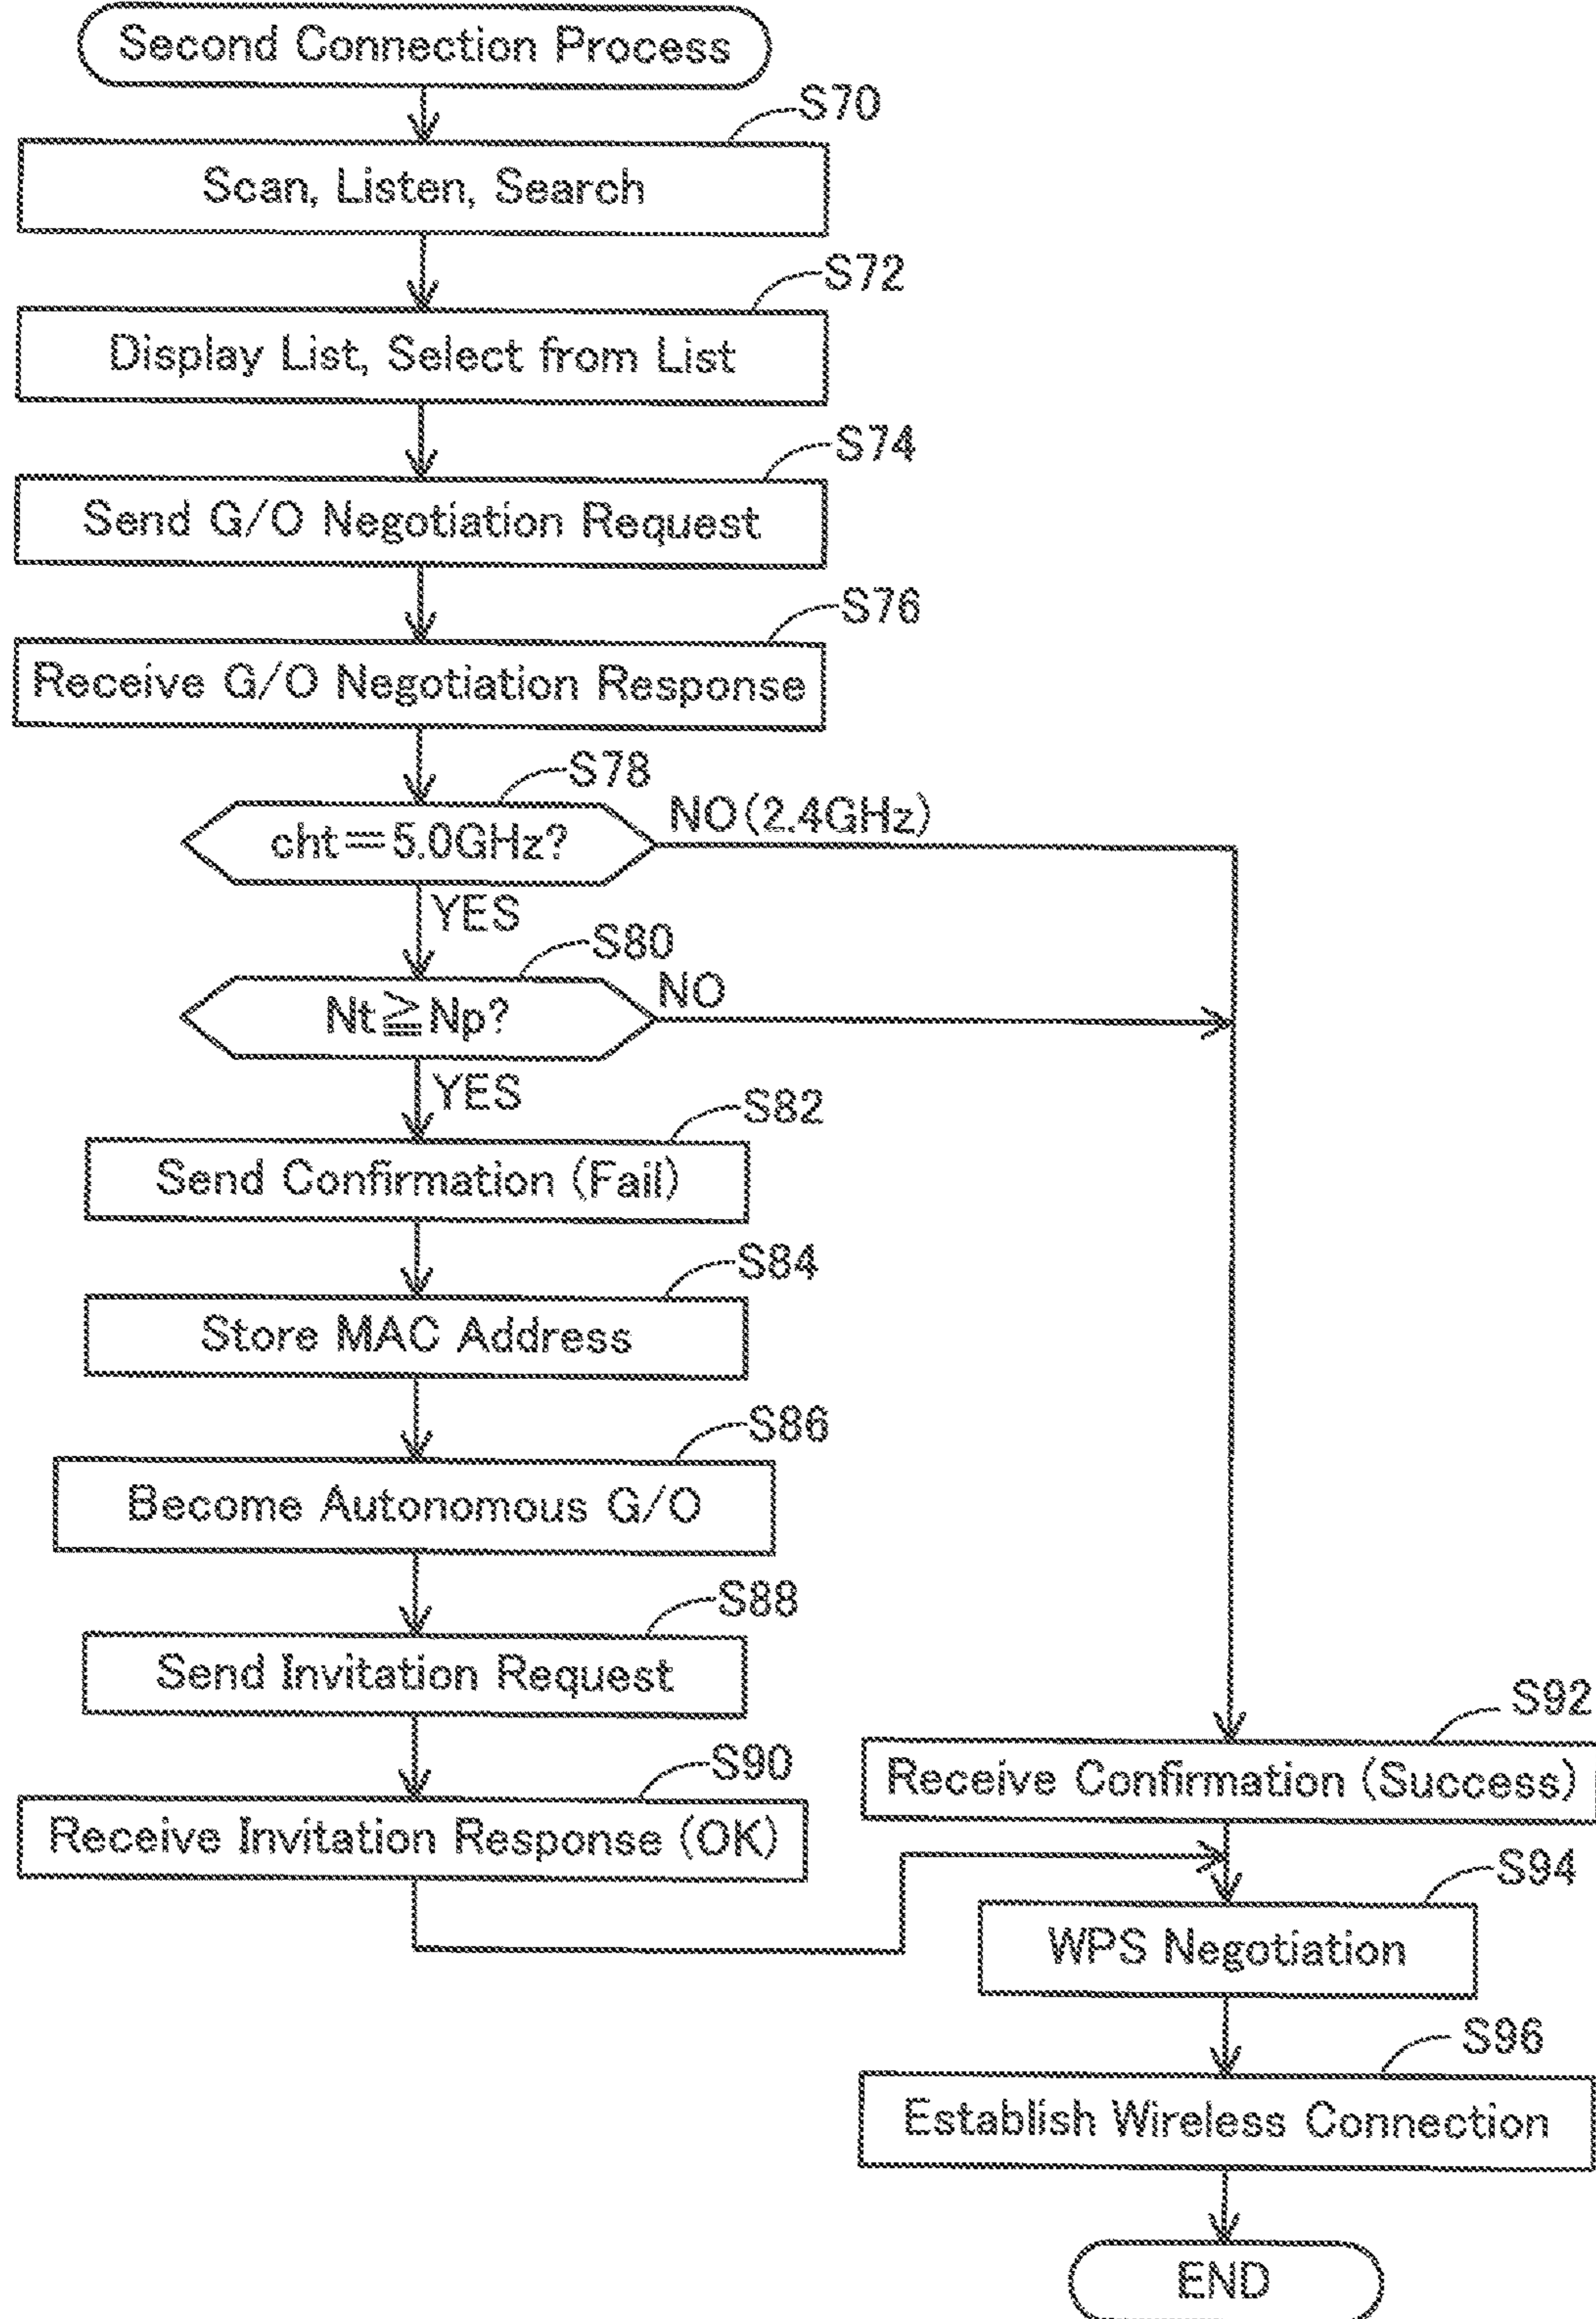 Second Connection Process
S70
Scan, Listen, Search
S72
Display List, Select from List
S74
Send G/O Negotiation Request
S76
Receive G/O Negotiation Response
S78
cht=5.0GHz?
NO(2.4GHz)
YES
S80
Nt≧Np?
NO
YES
S82
Send Confirmation (Fail)
S84
Store MAC Address
S86
Become Autonomous G/O
S88
Send Invitation Request
S90
Receive Invitation Response (OK)
S92
Receive Confirmation (Success)
S94
WPS Negotiation
S96
Establish Wireless Connection
END